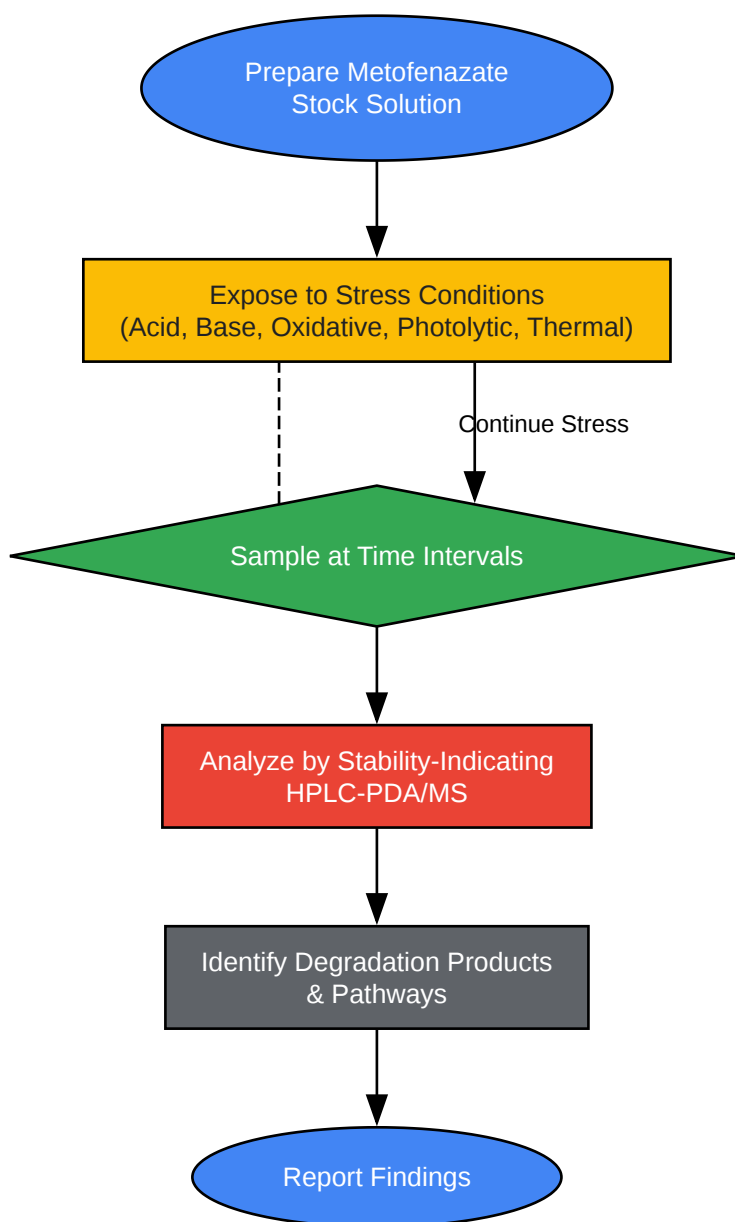 Prepare Metofenazate
Stock Solution
Expose to Stress Conditions
(Acid, Base, Oxidative, Photolytic, Thermal)
Continue Stress
Sample at Time Intervals
Analyze by Stability-Indicating
HPLC-PDA/MS
Identify Degradation Products
& Pathways
Report Findings